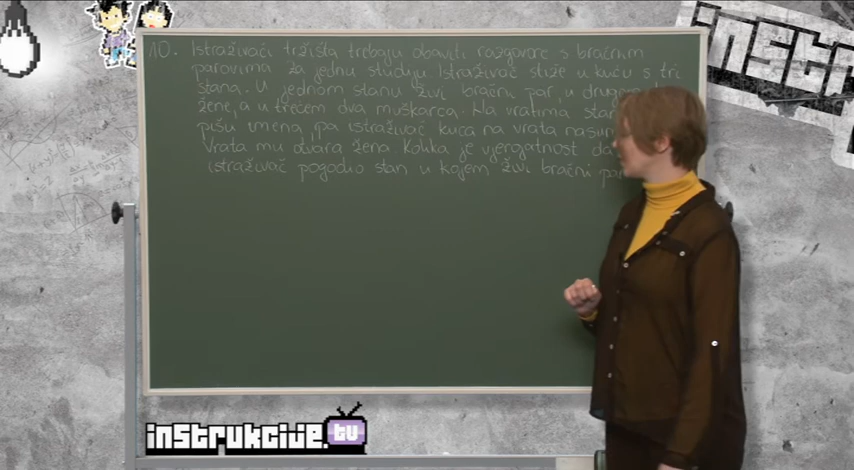 10. Istraživači tržišta trebaju obaviti razgovore s bračnim
parovima za jednu studiju. Istraživač stiže u kuću s tri
stana. U jednom stanu živi bračni par, u drugom
žene, a u trećem dva muškarca. Na vratima
pišu imena, pa istraživač kuca na vrata
Vrata mu otvara žena. Kolika je vjerojatnost da
istraživač pogodio stan u kojem živi bračni par
instrukcije.tv